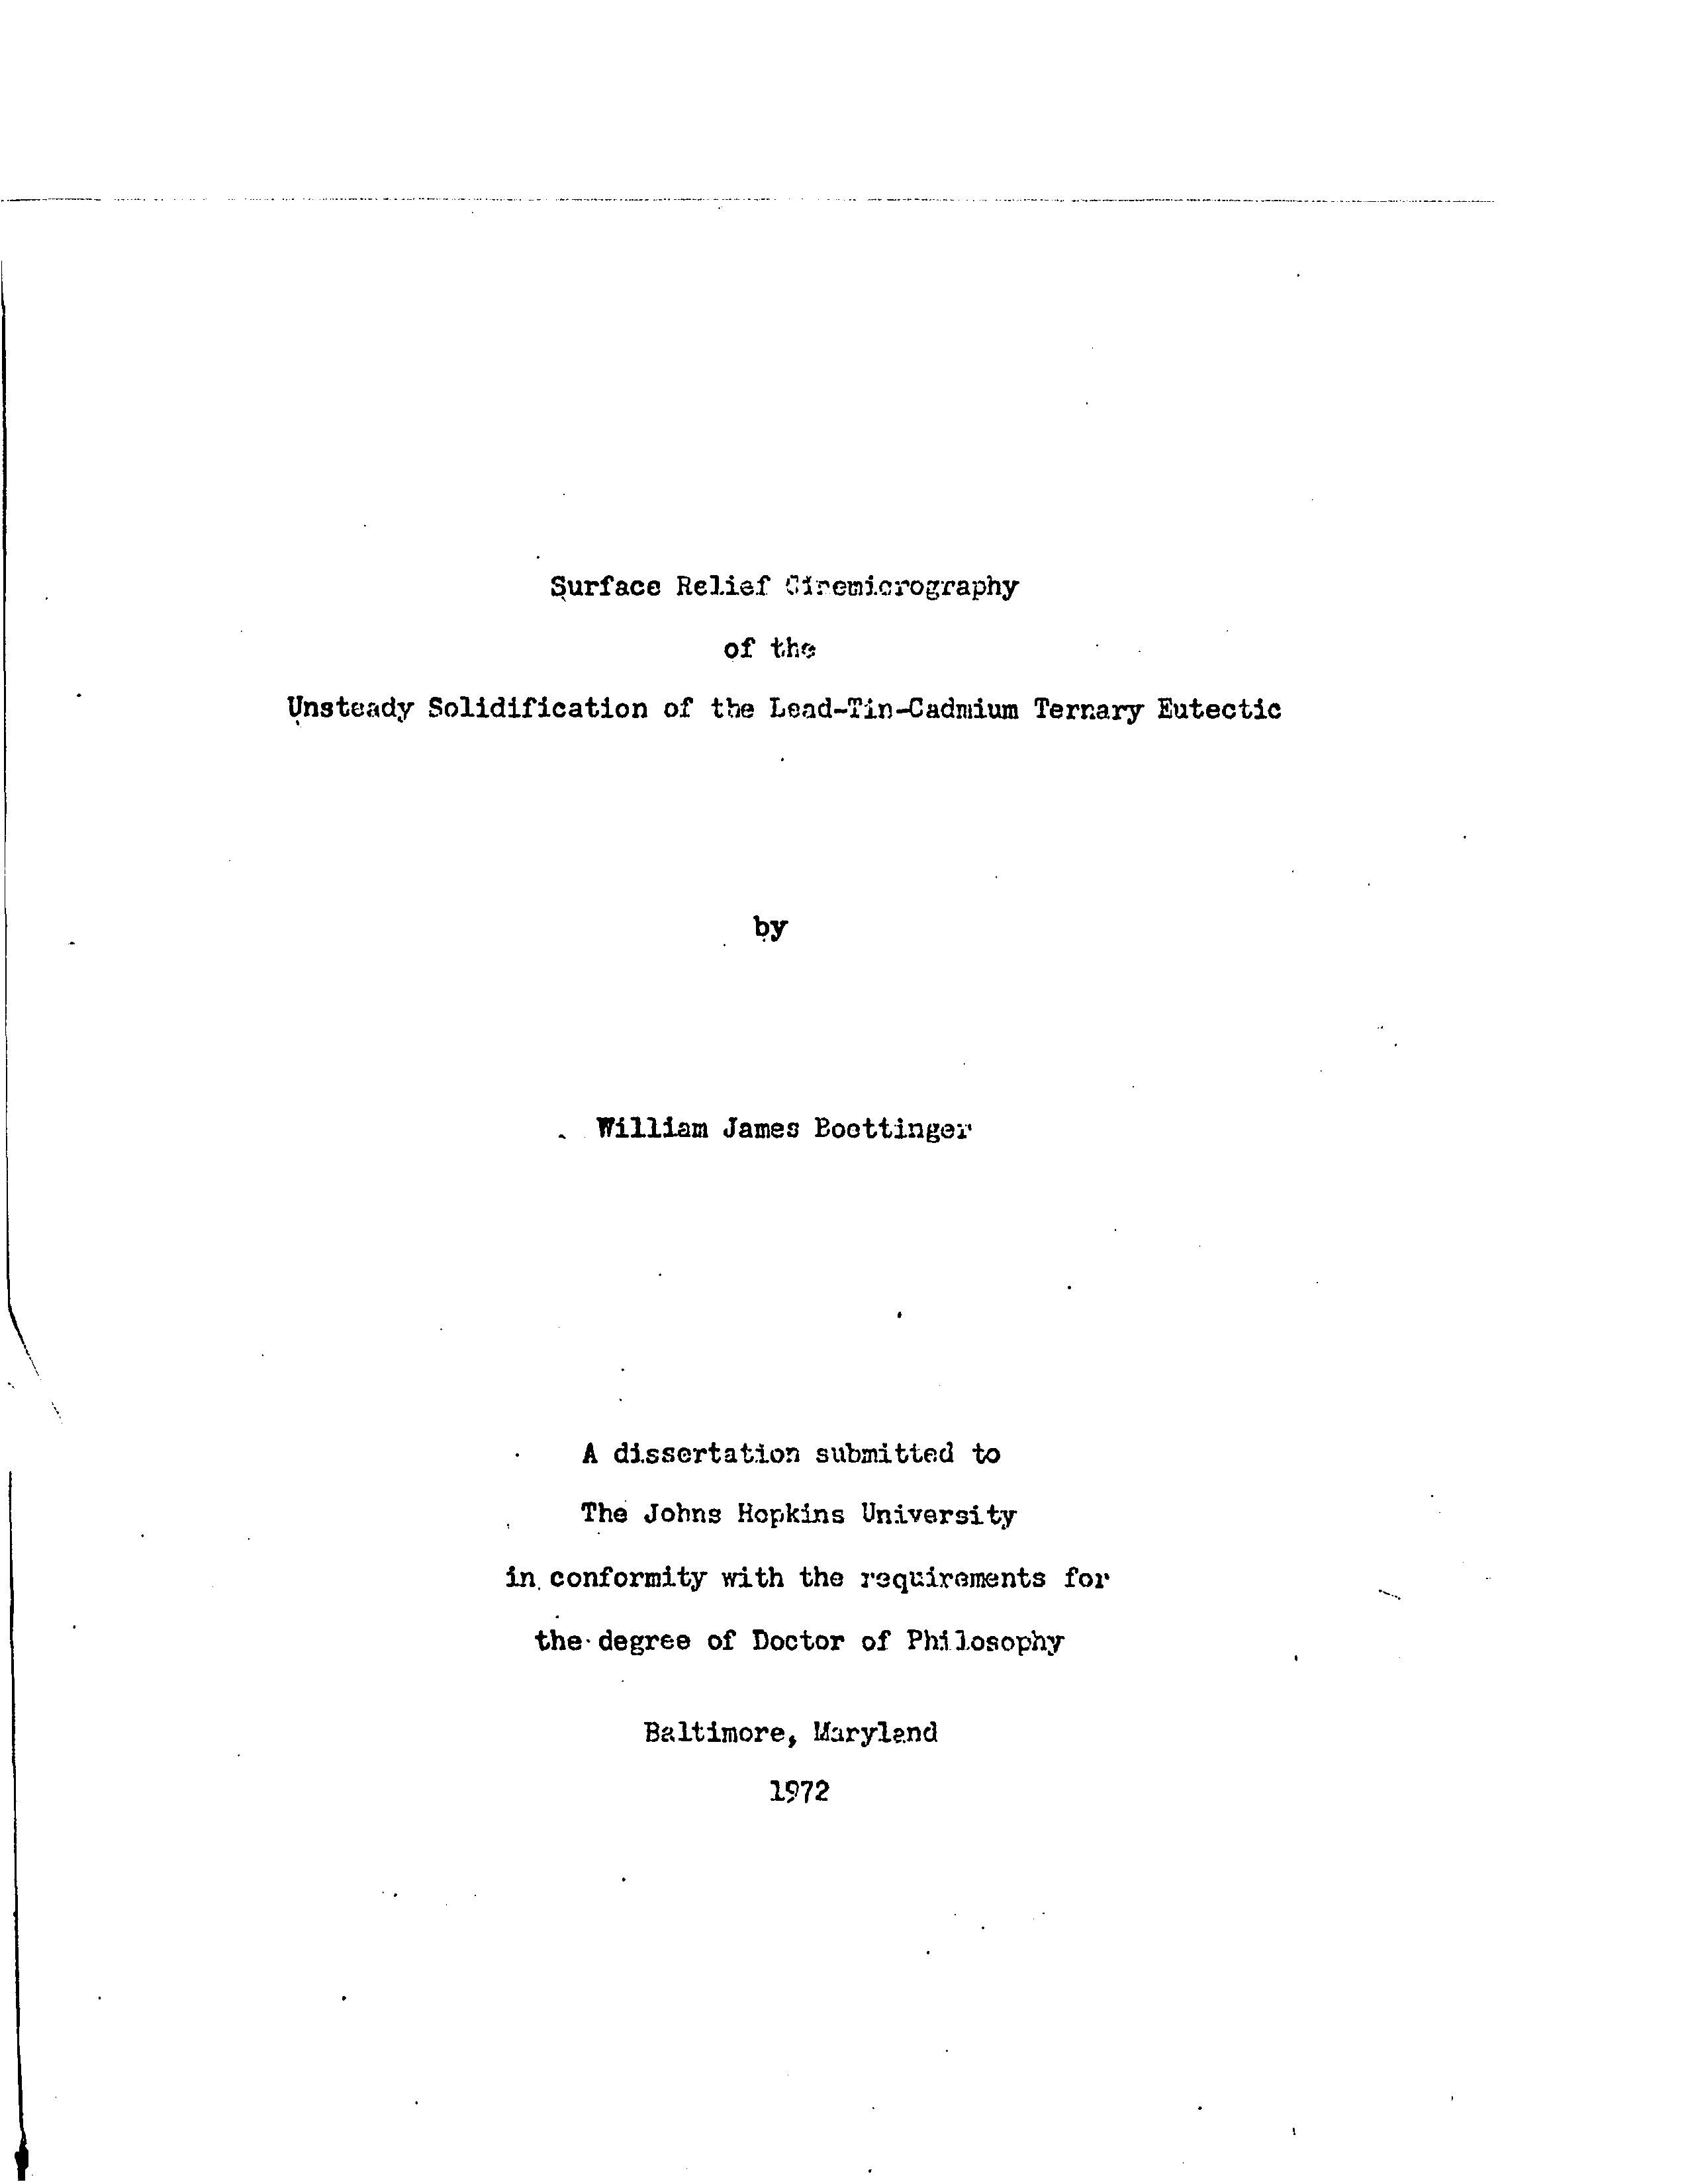 Surface Relief Cinemicrography
of the
Unsteady Solidification of the Lead-Tin-Cadmium Ternary Eutectic
by
William James Boettinger
A dissertation submitted to
The Johns Hopkins University
in conformity with the requirements for
the degree of Doctor of Philosophy
Baltimore, Maryland
1972